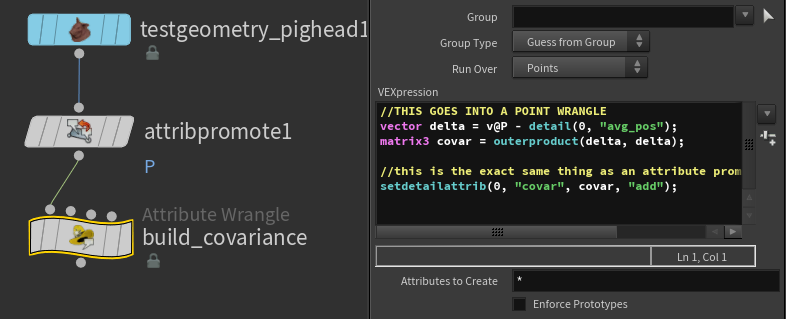 testgeometry_pighead1
attribpromote1
P
Attribute Wrangle
build_covariance
Group
Group Type Guess from Group
Run Over Points
VEXpression
//THIS GOES INTO A POINT WRANGLE
vector delta = v@P - detail(0, "avg_pos");
matrix3 covar = outerproduct(delta, delta);
//this is the exact same thing as an attribute prom
setdetailattrib(0, "covar", covar, "add");
Ln 1, Col 1
Attributes to Create *
Enforce Prototypes